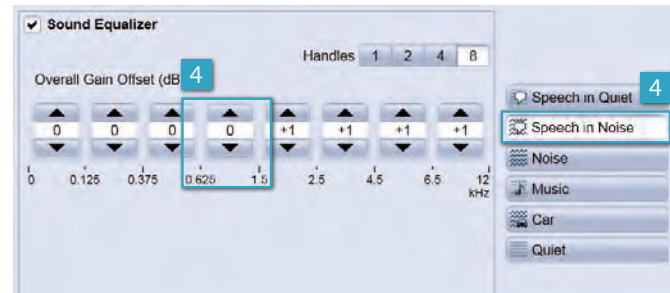 Sound Equalizer
Handles 1 2 4 8
Overall Gain Offset (dB
4
0 0 0 0 +1 +1 +1 +1
0 0.125 0.375 0.625 1.5 2.5 4.5 6.5 12
kHz
4
Speech in Quiet
Speech in Noise
Noise
Music
Car
Quiet